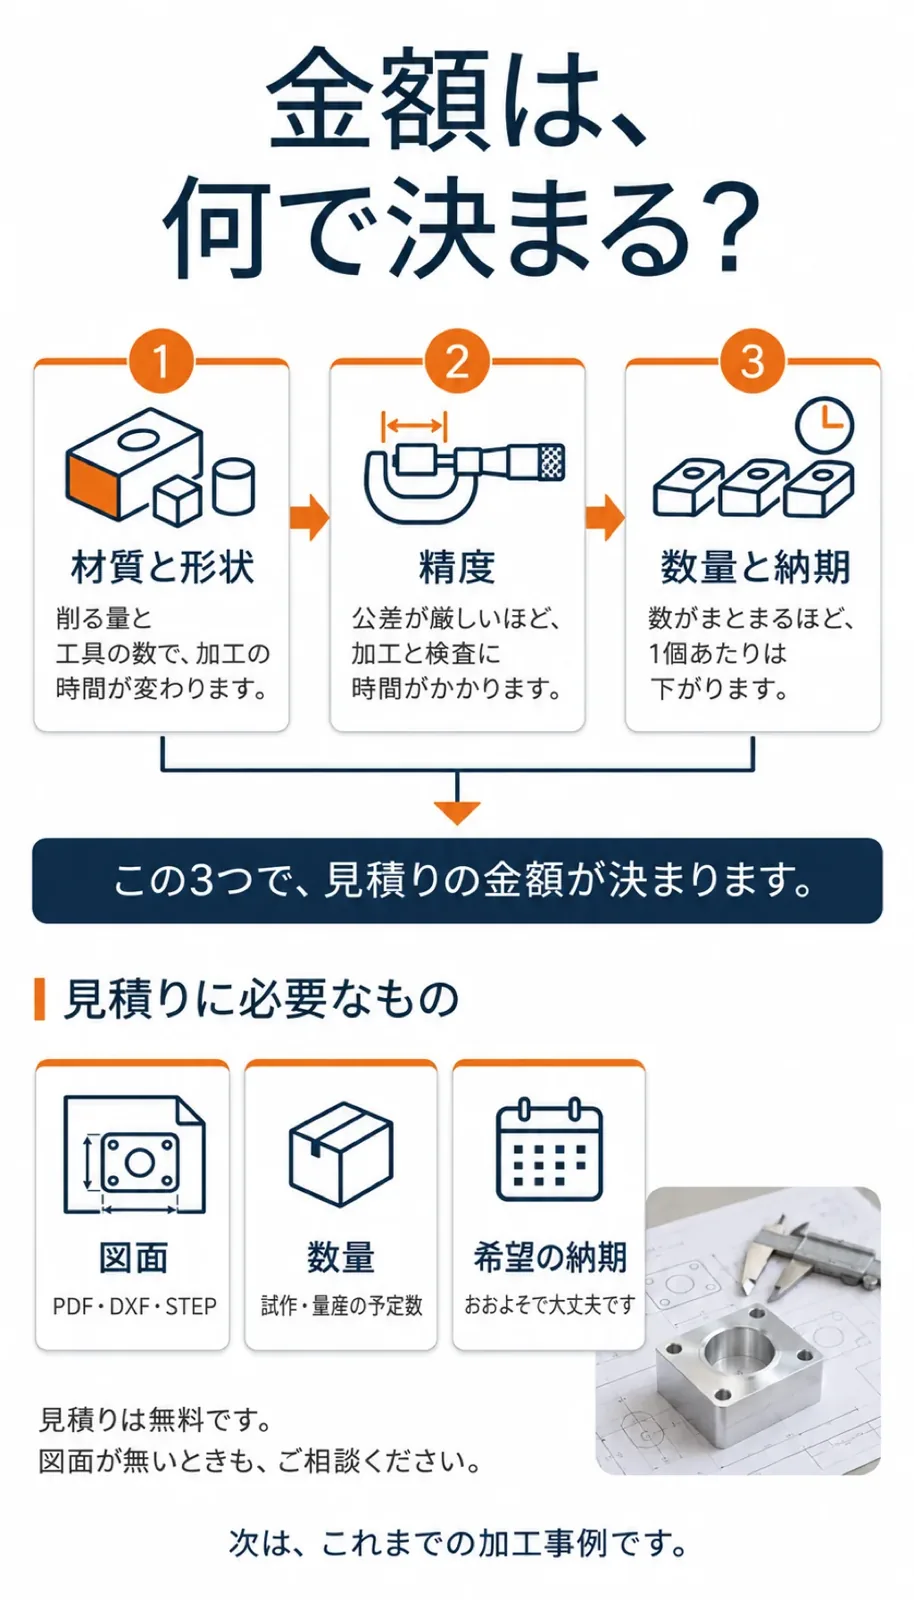 金額は、
何で決まる?
1
2
3
材質と形状
削る量と
工具の数で、加工の
時間が変わります。
精度
公差が厳しいほど、
加工と検査に
時間がかかります。
数量と納期
数がまとまるほど、
1個あたりは
下がります。
この3つで、見積りの金額が決まります。
見積りに必要なもの
図面
PDF・DXF・STEP
数量
試作・量産の予定数
希望の納期
おおよそで大丈夫です
見積りは無料です。
図面が無いときも、ご相談ください。
次は、これまでの加工事例です。